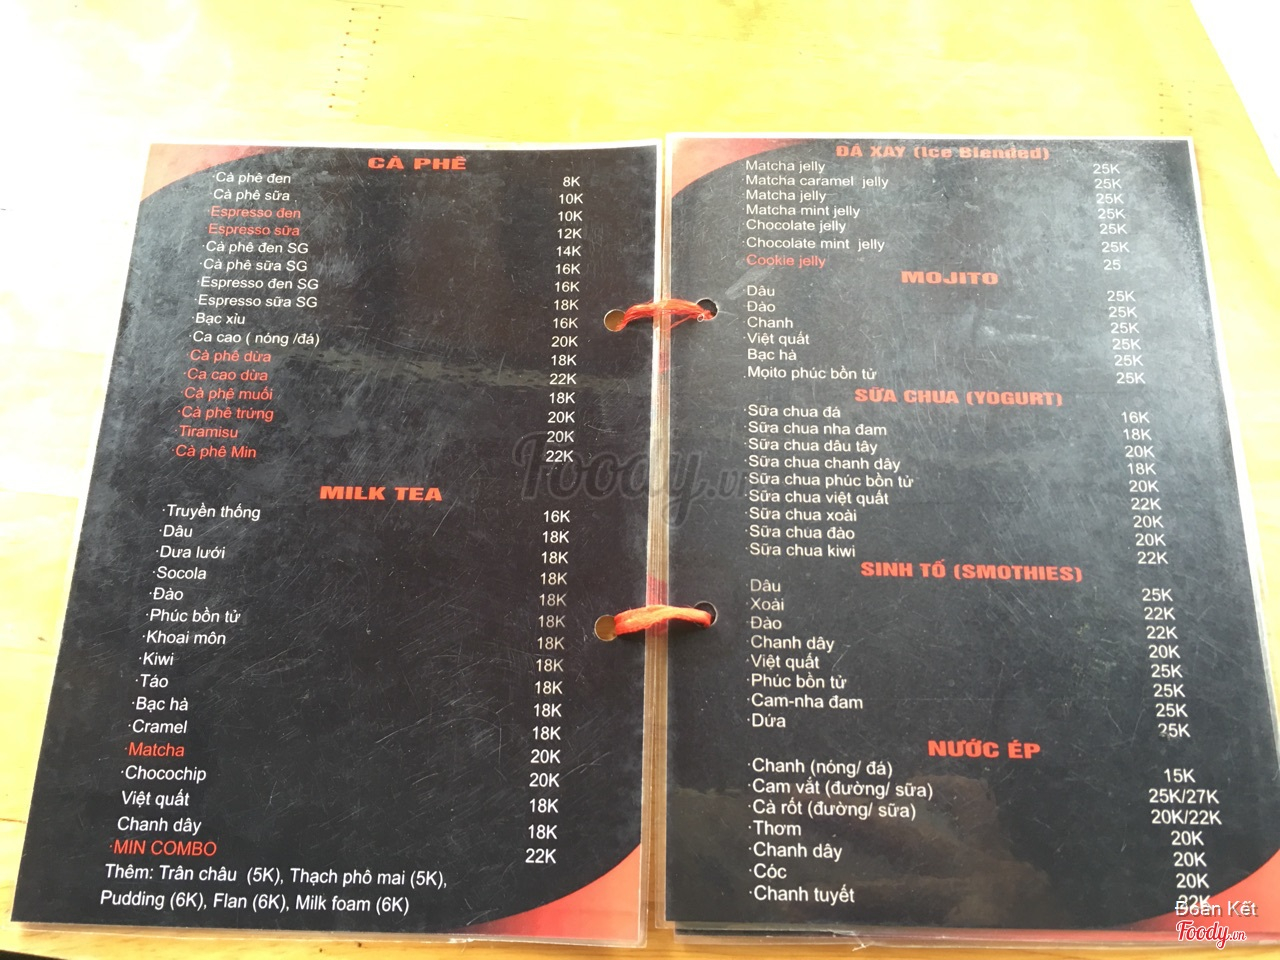 CÀ PHÊ
·Cà phê đen 8K
·Cà phê sữa 10K
·Espresso đen 10K
·Espresso sữa 12K
·Cà phê đen SG 14K
·Cà phê sữa SG 16K
·Espresso đen SG 16K
·Espresso sữa SG 18K
·Bạc xỉu 16K
·Ca cao ( nóng /đá) 20K
·Cà phê dừa 18K
·Ca cao dừa 22K
·Cà phê muối 18K
·Cà phê trứng 20K
·Tiramisu 20K
·Cà phê Min 22K
MILK TEA
·Truyền thống 16K
·Dâu 18K
·Dưa lưới 18K
·Socola 18K
·Đào 18K
·Phúc bồn tử 18K
·Khoai môn 18K
·Kiwi 18K
·Táo 18K
·Bạc hà 18K
·Cramel 18K
·Matcha 20K
·Chocochip 20K
Việt quất 18K
Chanh dây 18K
·MIN COMBO 22K
Thêm: Trân châu (5K), Thạch phô mai (5K),
Pudding (6K), Flan (6K), Milk foam (6K)
ĐÁ XAY (Ice Blended)
Matcha jelly 25K
·Matcha caramel jelly 25K
·Matcha jelly 25K
·Matcha mint jelly 25K
·Chocolate jelly 25K
·Chocolate mint jelly 25K
·Cookie jelly 25
MOJITO
·Dâu 25K
·Đào 25K
·Chanh 25K
·Việt quất 25K
·Bạc hà 25K
·Mojto phúc bồn tử 25K
SỮA CHUA (YOGURT)
·Sữa chua đá 16K
·Sữa chua nha đam 18K
·Sữa chua dâu tây 20K
·Sữa chua chanh dây 18K
·Sữa chua phúc bồn tử 20K
·Sữa chua việt quất 22K
·Sữa chua xoài 20K
·Sữa chua đào 20K
·Sữa chua kiwi 22K
SINH TỐ (SMOTHIES)
·Dâu 25K
·Xoài 22K
·Đào 22K
·Chanh dây 20K
·Việt quất 25K
·Phúc bồn tử 25K
·Cam-nha đam 25K
·Dứa 25K
NƯỚC ÉP
·Chanh (nóng/ đá) 15K
·Cam vắt (đường/ sữa) 25K/27K
·Cà rốt (đường/ sữa) 20K/22K
·Thơm 20K
·Chanh dây 20K
·Cóc 20K
·Chanh tuyết 22K
Foody.vn
Đoàn Kết
Foody.vn